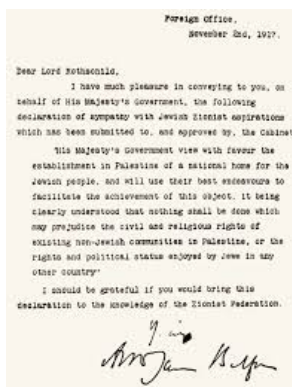 Foreign Office,
November 2nd, 1917.
Dear Lord Rothschild,
I have much pleasure in conveying to you, on
behalf of His Majesty's Government, the following
declaration of sympathy with Jewish Zionist aspirations
which has been submitted to, and approved by, the Cabinet
"His Majesty's Government view with favour the
establishment in Palestine of a national home for the
Jewish people, and will use their best endeavours to
facilitate the achievement of this object, it being
clearly understood that nothing shall be done which
may prejudice the civil and religious rights of
existing non-Jewish communities in Palestine, or the
rights and political status enjoyed by Jews in any
other country"
I should be grateful if you would bring this
declaration to the knowledge of the Zionist Federation.